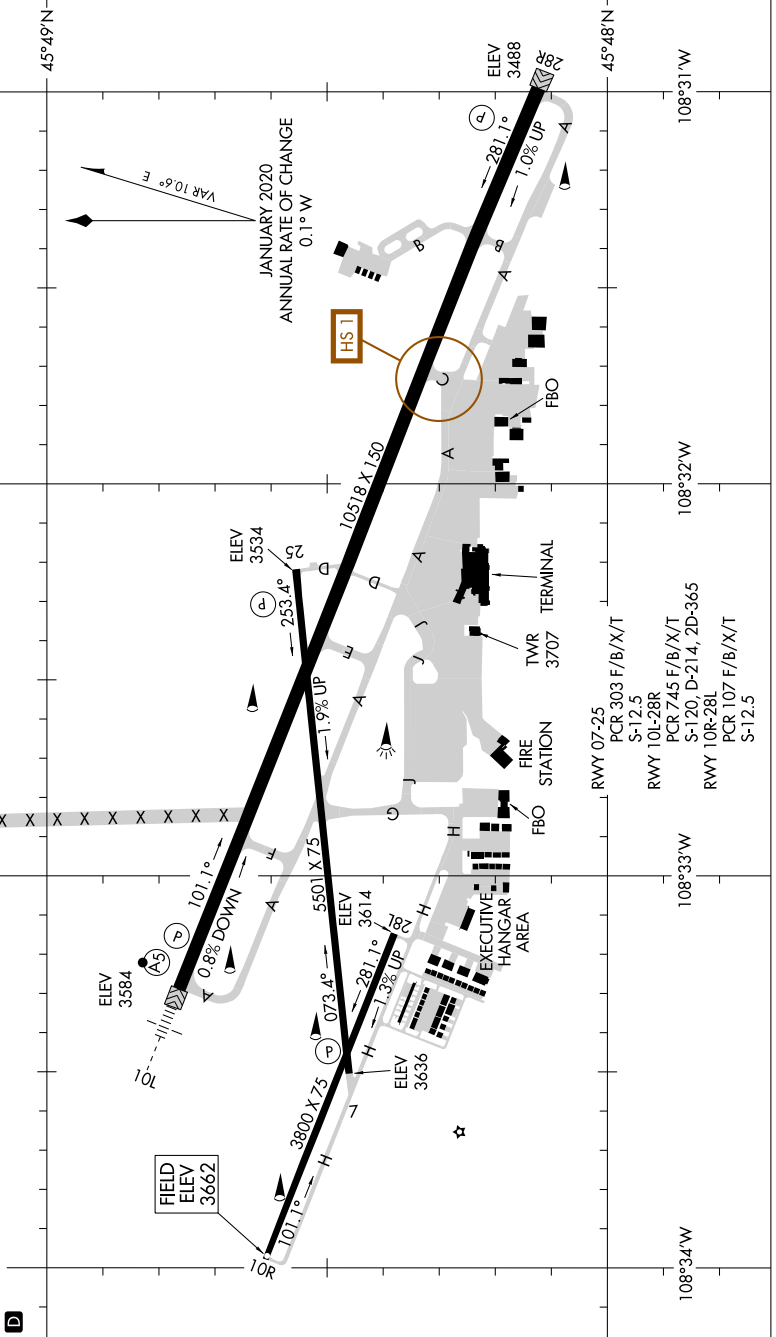 D
45°49'N
45°48'N
ELEV
3488
28R
108°31'W
P
281.1°
1.0% UP
A
VAR 10.6° E
JANUARY 2020
ANNUAL RATE OF CHANGE
0.1° W
B
B
A
HS 1
C
FBO
A
10518 X 150
108°32'W
ELEV
3534
25
D
D
A
P
253.4°
TERMINAL
J
J
TWR
3707
E
A
1.9% UP
FIRE
STATION
J
G
FBO
H
X X X X X X X X X
RWY 07-25
PCR 303 F/B/X/T
S-12.5
RWY 10L-28R
PCR 745 F/B/X/T
S-120, D-214, 2D-365
RWY 10R-28L
PCR 107 F/B/X/T
S-12.5
101.1°
0.8% DOWN
F
A
5501 X 75
108°33'W
P
A5
ELEV
3584
A
10L
ELEV
3614
28L
H
EXECUTIVE
HANGAR
AREA
073.4°
281.1°
1.3% UP
P
H
ELEV
3636
7
3800 X 75
H
FIELD
ELEV
3662
101.1°
10R
108°34'W